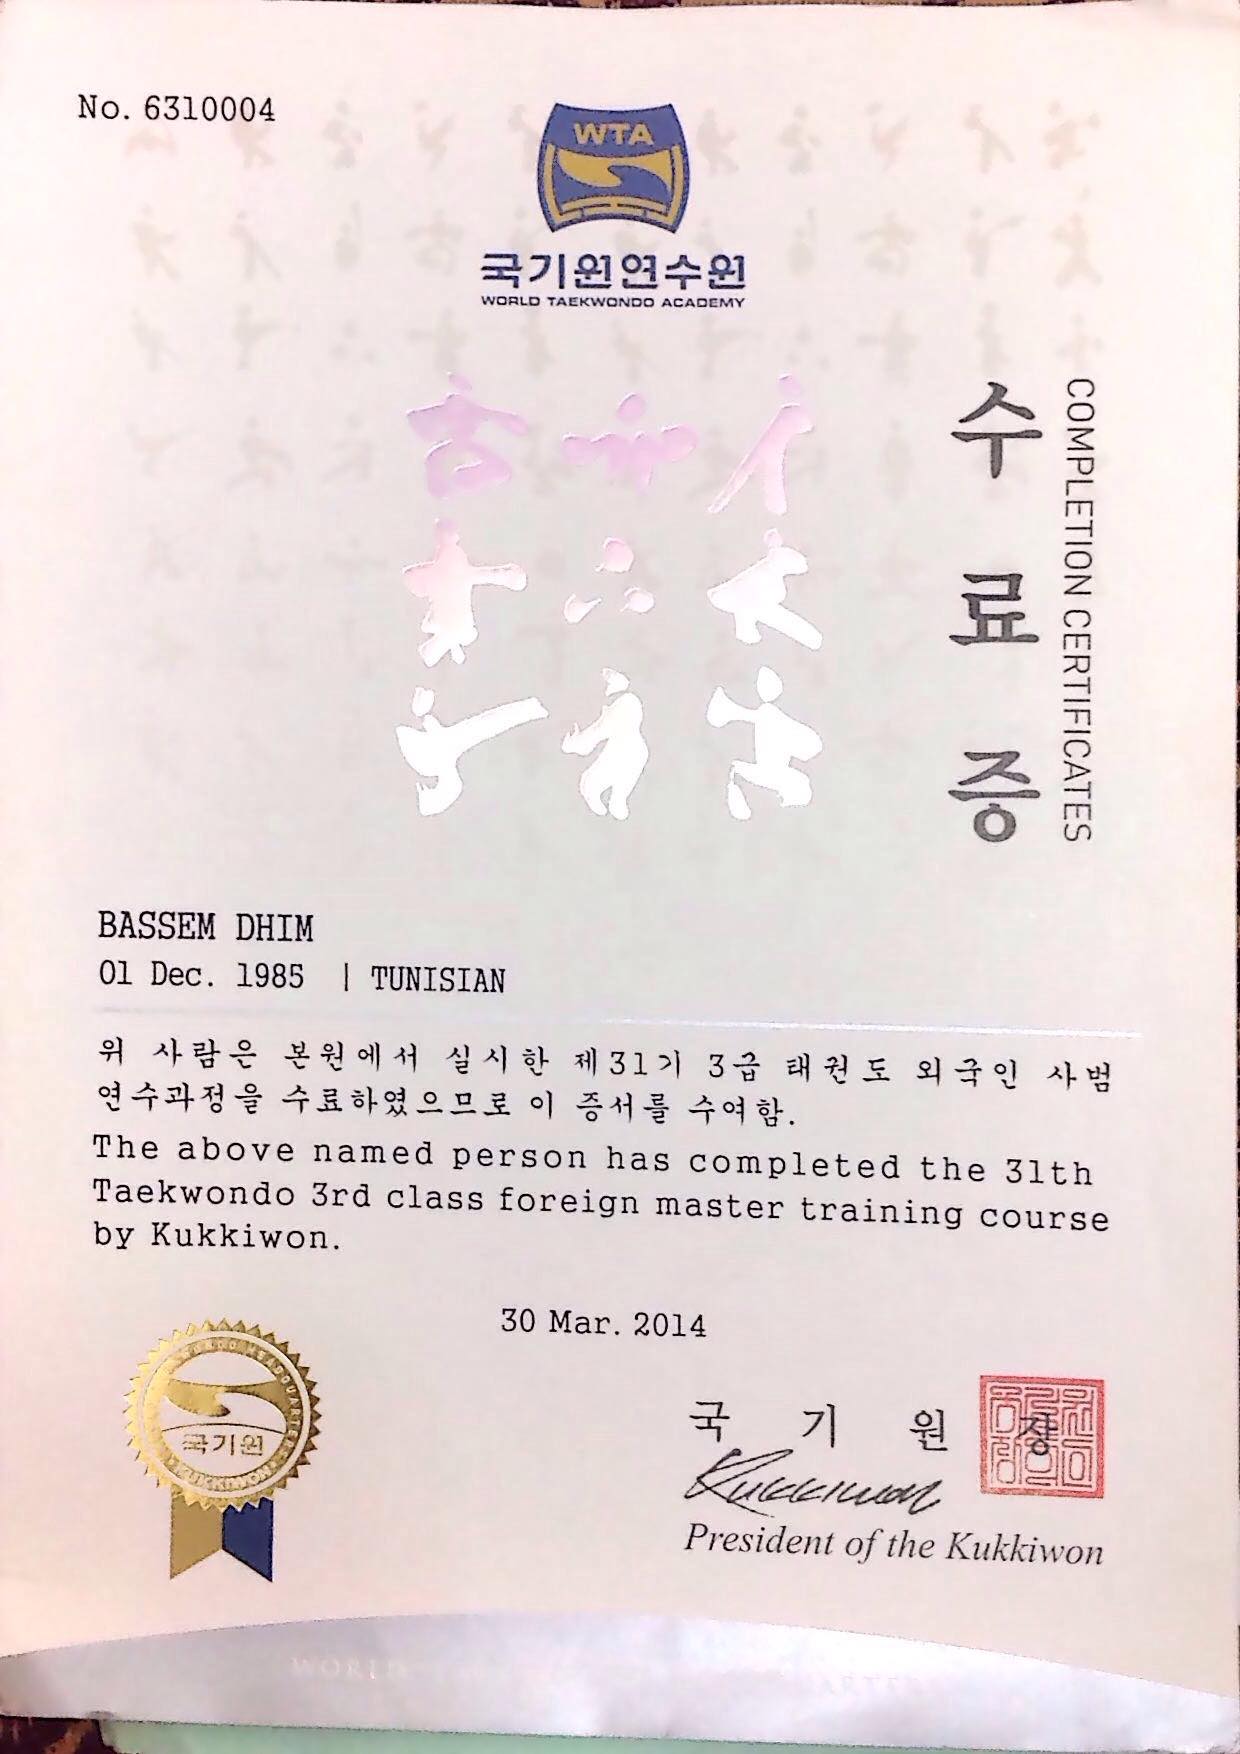 No. 6310004
WTA
국기원연수원
WORLD TAEKWONDO ACADEMY
수료증
COMPLETION CERTIFICATES
BASSEM DHIM
01 Dec. 1985 | TUNISIAN
위 사람은 본원에서 실시한 제31기 3급 태권도 외국인 사범
연수과정을 수료하였으므로 이 증서를 수여함.
The above named person has completed the 31th
Taekwondo 3rd class foreign master training course
by Kukkiwon.
30 Mar. 2014
국기원
KUKKIWON
국 기 원 장
Kukkiwon
President of the Kukkiwon
WORLD